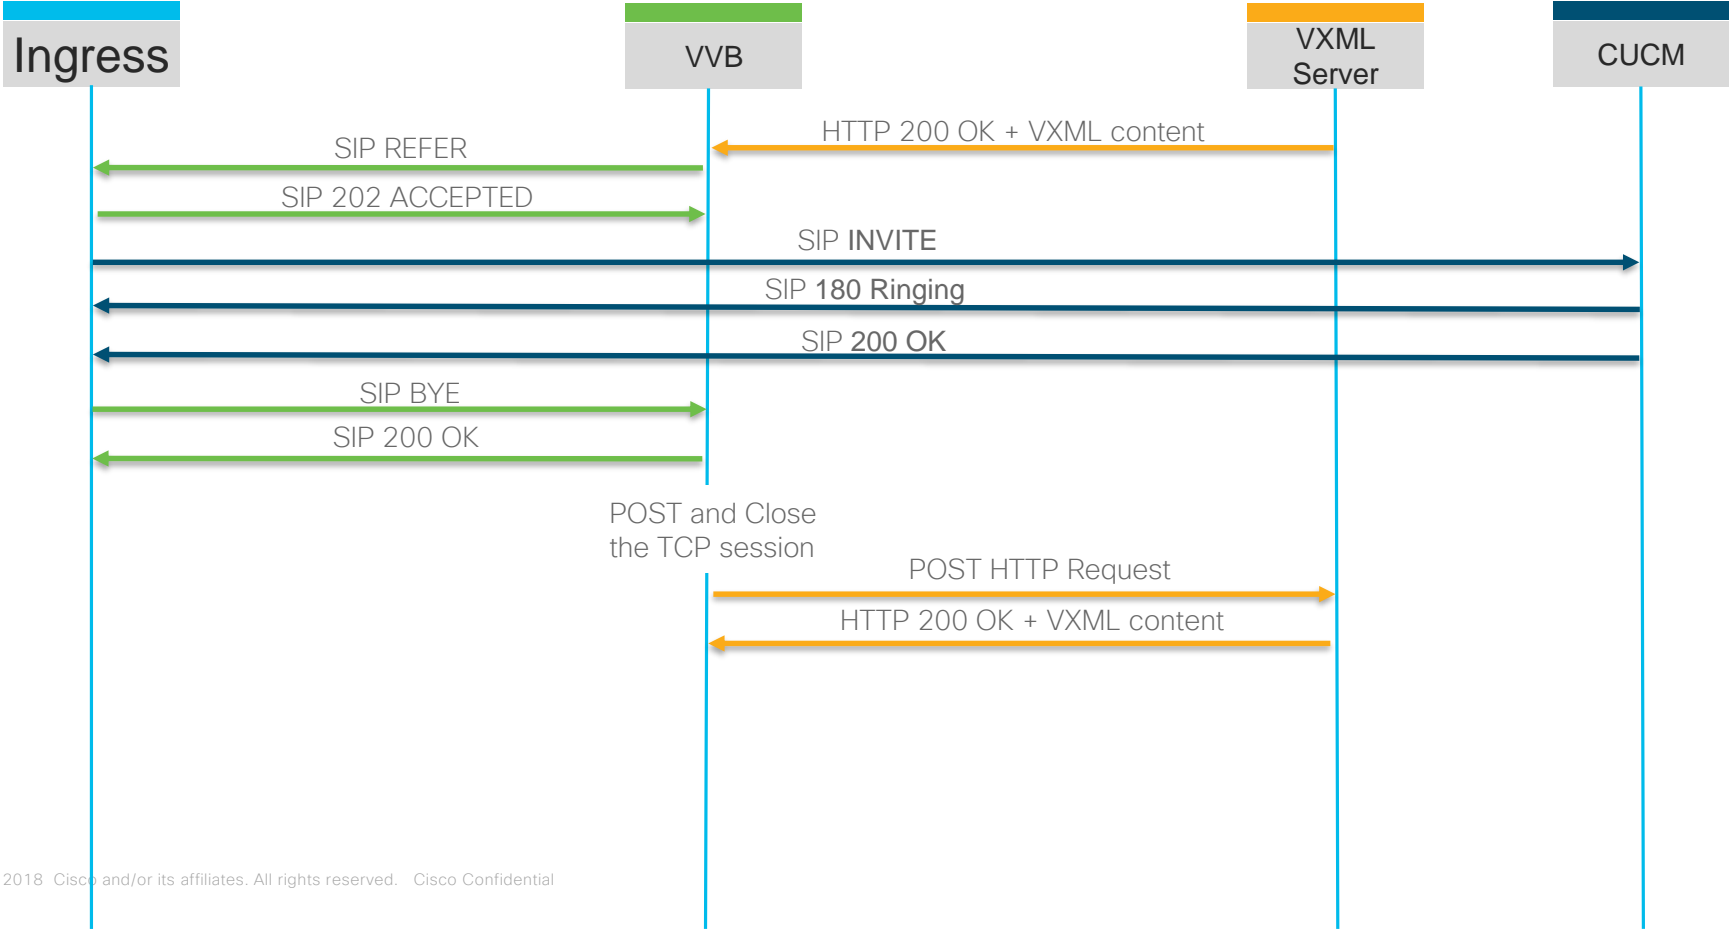 Ingress
VVB
VXML
Server
CUCM
HTTP 200 OK + VXML content
SIP REFER
SIP 202 ACCEPTED
SIP INVITE
SIP 180 Ringing
SIP 200 OK
SIP BYE
SIP 200 OK
POST and Close
the TCP session
POST HTTP Request
HTTP 200 OK + VXML content
2018 Cisco and/or its affiliates. All rights reserved. Cisco Confidential